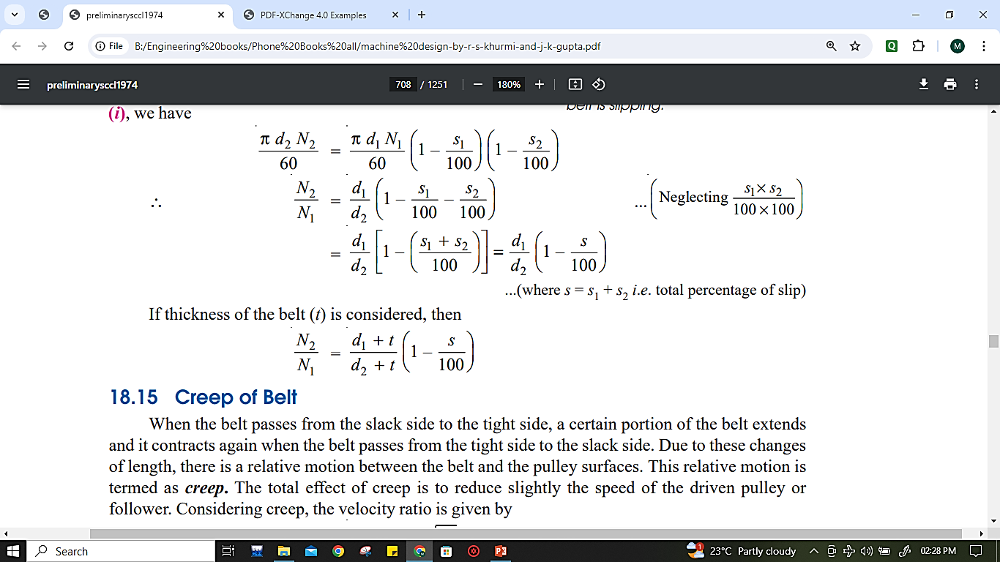 preliminarysccl1974
PDF-XChange 4.0 Examples
File B:/Engineering%20books/Phone%20Books%20all/machine%20design-by-r-s-khurmi-and-j-k-gupta.pdf
Q
M
preliminarysccl1974 708 / 1251 180%
belt is slipping.
(i), we have
π d₂ N₂ / 60 = π d₁ N₁ / 60 (1 – s₁ / 100) (1 – s₂ / 100)
∴ N₂ / N₁ = d₁ / d₂ (1 – s₁ / 100 – s₂ / 100) ... (Neglecting s₁ × s₂ / 100 × 100)
= d₁ / d₂ [1 – (s₁ + s₂ / 100)] = d₁ / d₂ (1 – s / 100)
...(where s = s₁ + s₂ i.e. total percentage of slip)
If thickness of the belt (t) is considered, then
N₂ / N₁ = d₁ + t / d₂ + t (1 – s / 100)
18.15 Creep of Belt
When the belt passes from the slack side to the tight side, a certain portion of the belt extends
and it contracts again when the belt passes from the tight side to the slack side. Due to these changes
of length, there is a relative motion between the belt and the pulley surfaces. This relative motion is
termed as creep. The total effect of creep is to reduce slightly the speed of the driven pulley or
follower. Considering creep, the velocity ratio is given by
Search
1 23°C Partly cloudy 02:28 PM